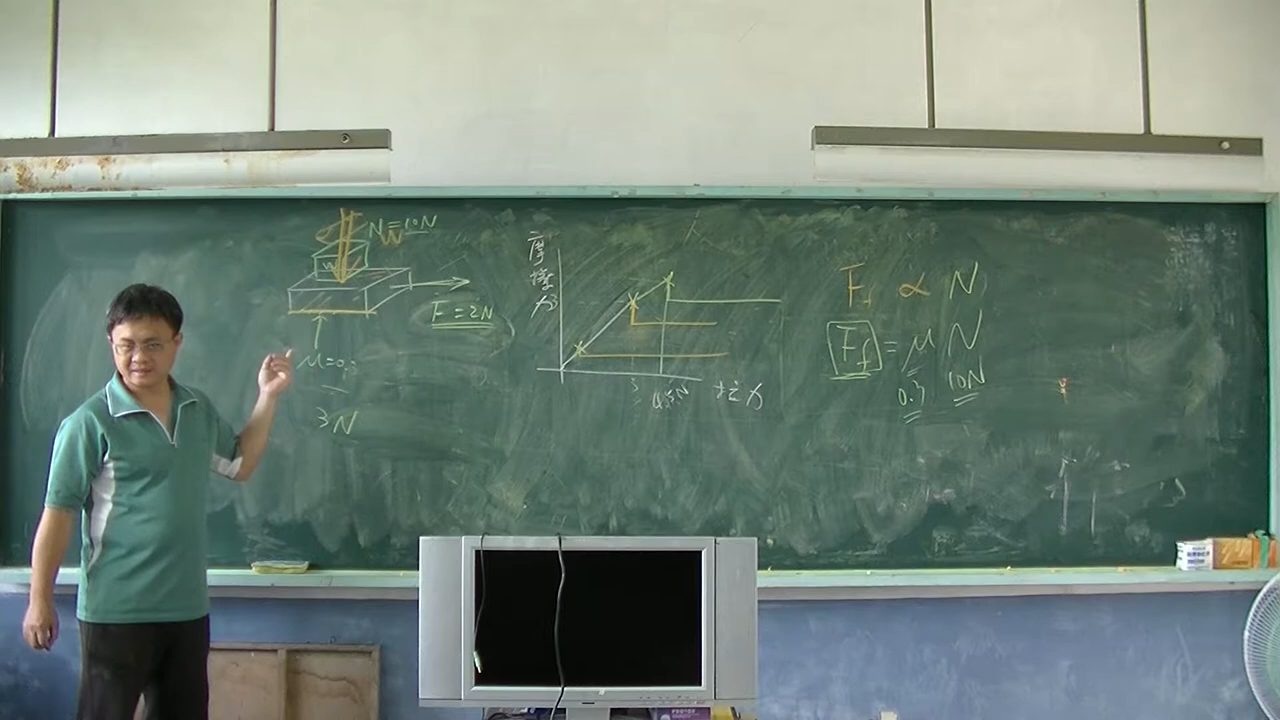 N=10N
W
F=2N
μ=0.3
3N
摩擦力
3
4.5N
拉力
Ff α N
Ff = μ N
0.3 10N